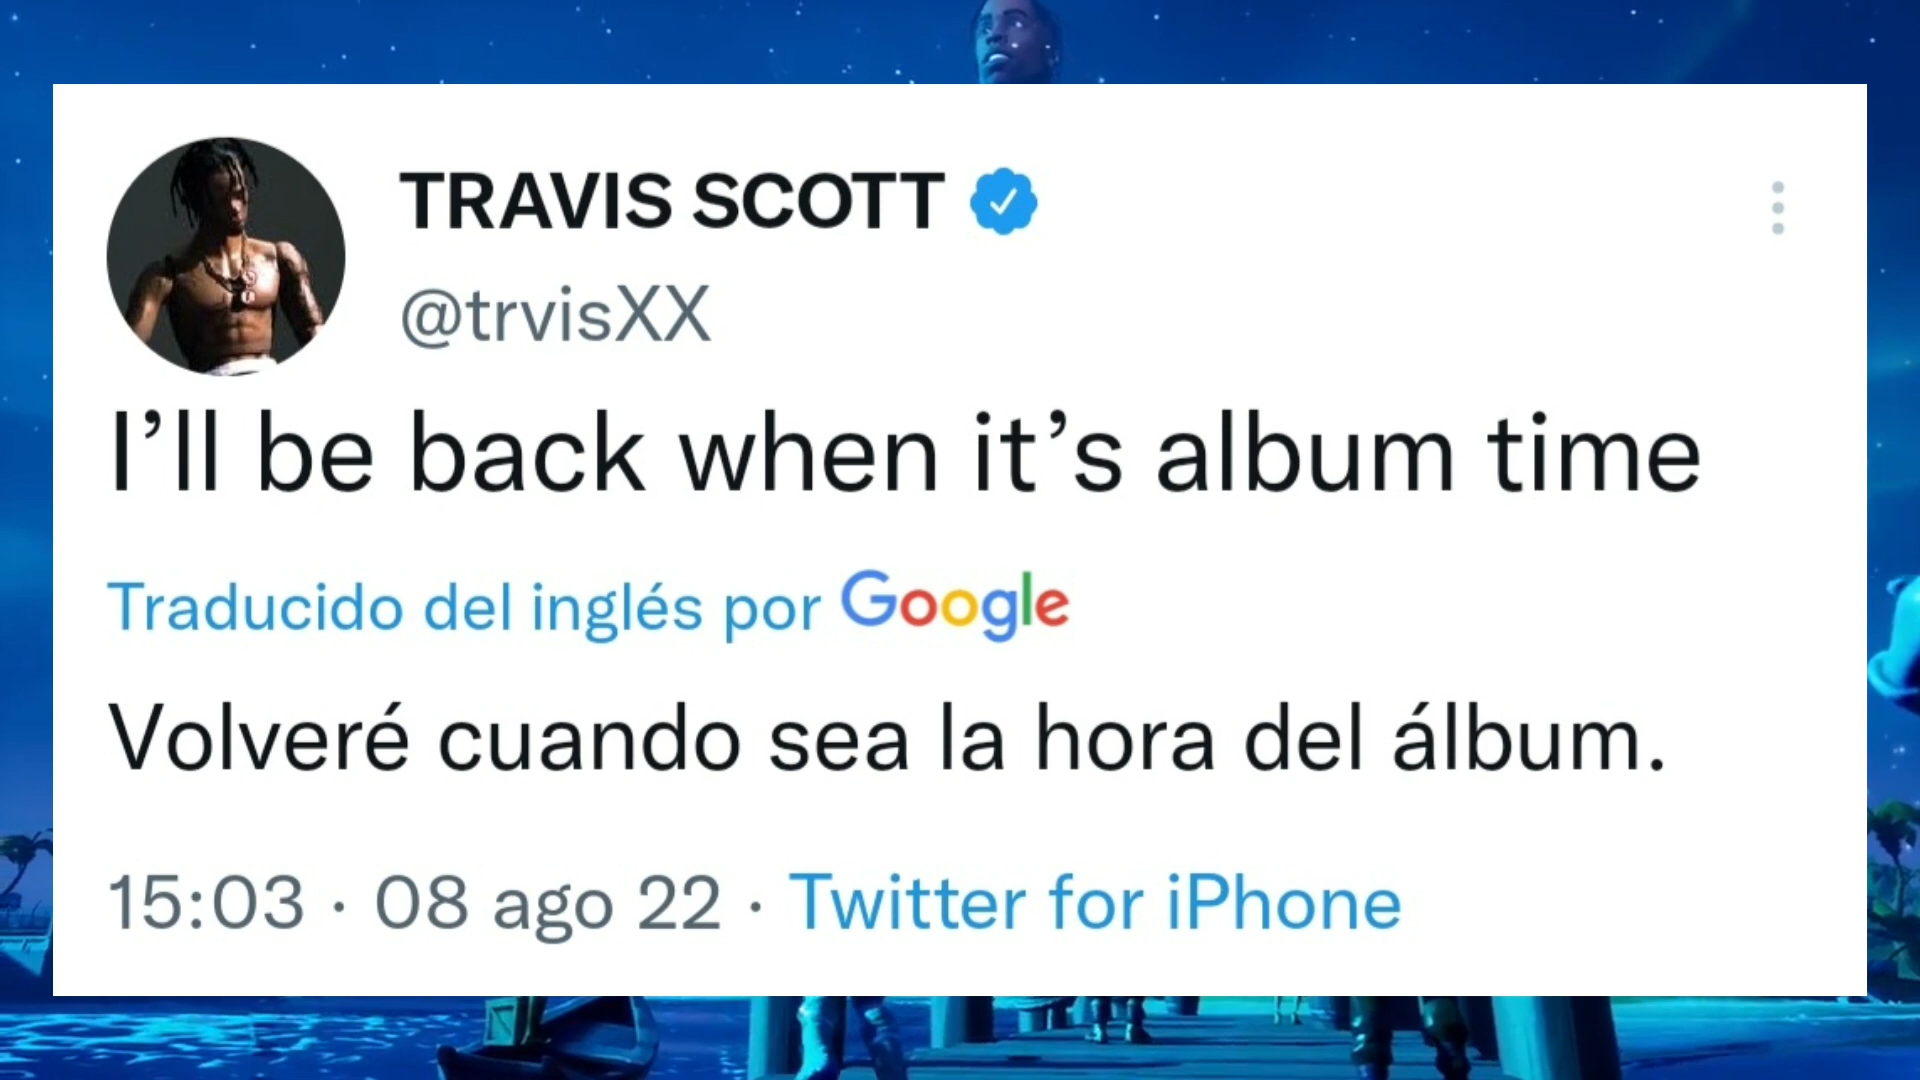 TRAVIS SCOTT
@trvisXX
I’ll be back when it’s album time
Traducido del inglés por Google
Volveré cuando sea la hora del álbum.
15:03 · 08 ago 22 · Twitter for iPhone